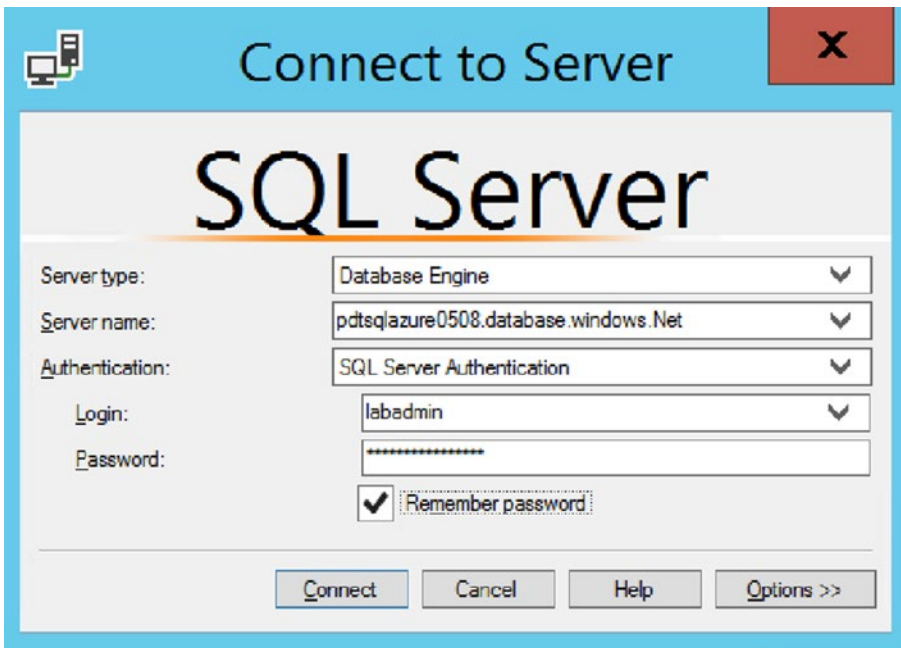 Connect to Server
x
SQL Server
Server type:
Database Engine
Server name:
pdtsqlazure0508.database.windows.Net
Authentication:
SQL Server Authentication
Login:
labadmin
Password:
****************
Remember password
Connect
Cancel
Help
Options >>